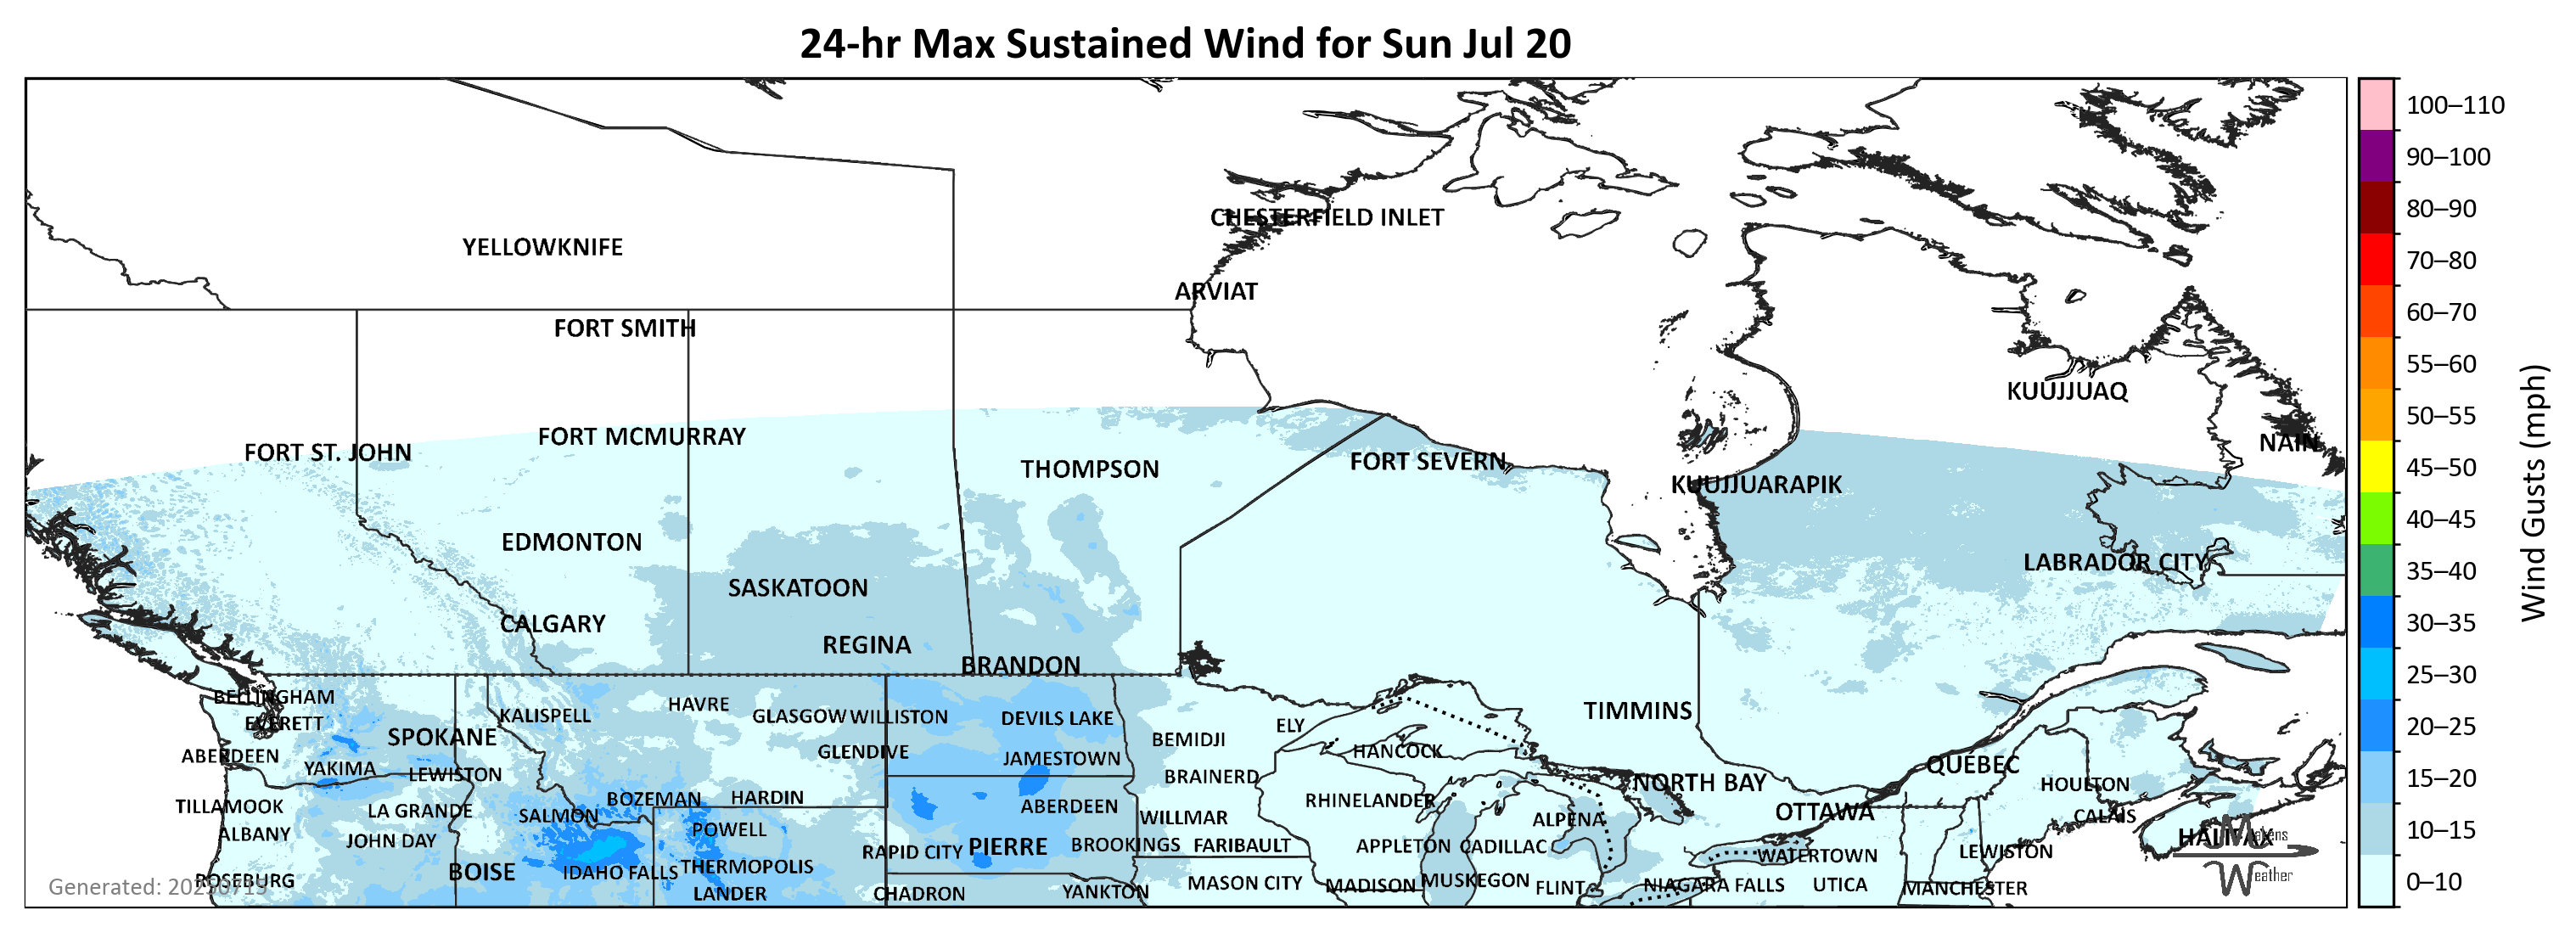 24-hr Max Sustained Wind for Sun Jul 20
100–110
90–100
80–90
70–80
60–70
55–60
50–55
45–50
40–45
35–40
30–35
25–30
20–25
15–20
10–15
0–10
Wind Gusts (mph)
CHESTERFIELD INLET
YELLOWKNIFE
ARVIAT
FORT SMITH
KUUJJUAQ
FORT MCMURRAY
NAIN
FORT ST. JOHN
FORT SEVERN
THOMPSON
KUUJJUARAPIK
EDMONTON
LABRADOR CITY
SASKATOON
CALGARY
REGINA
BRANDON
BELLINGHAM
HAVRE
TIMMINS
KALISPELL
GLASGOW
WILLISTON
DEVILS LAKE
EVERETT
ELY
SPOKANE
BEMIDJI
GLENDIVE
HANCOCK
ABERDEEN
JAMESTOWN
QUÉBEC
YAKIMA
LEWISTON
BRAINERD
NORTH BAY
HOULTON
BOZEMAN
HARDIN
RHINELANDER
TILLAMOOK
LA GRANDE
ABERDEEN
SALMON
OTTAWA
CALAIS
WILLMAR
ALPENA
POWELL
ALBANY
HALIFAX
Makens
Weather
JOHN DAY
PIERRE
BROOKINGS
FARIBAULT
APPLETON
CADILLAC
RAPID CITY
LEWISTON
WATERTOWN
THERMOPOLIS
BOISE
IDAHO FALLS
ROSEBURG
MUSKEGON
MASON CITY
MADISON
NIAGARA FALLS
UTICA
FLINT
MANCHESTER
YANKTON
LANDER
CHADRON
Generated: 20250715